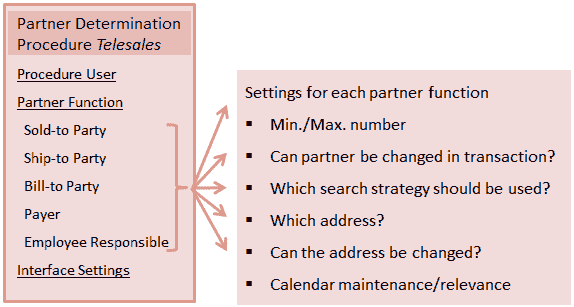 Partner Determination
Procedure Telesales
Procedure User
Partner Function
Sold-to Party
Ship-to Party
Bill-to Party
Payer
Employee Responsible
Interface Settings
Settings for each partner function
▪ Min./Max. number
▪ Can partner be changed in transaction?
▪ Which search strategy should be used?
▪ Which address?
▪ Can the address be changed?
▪ Calendar maintenance/relevance